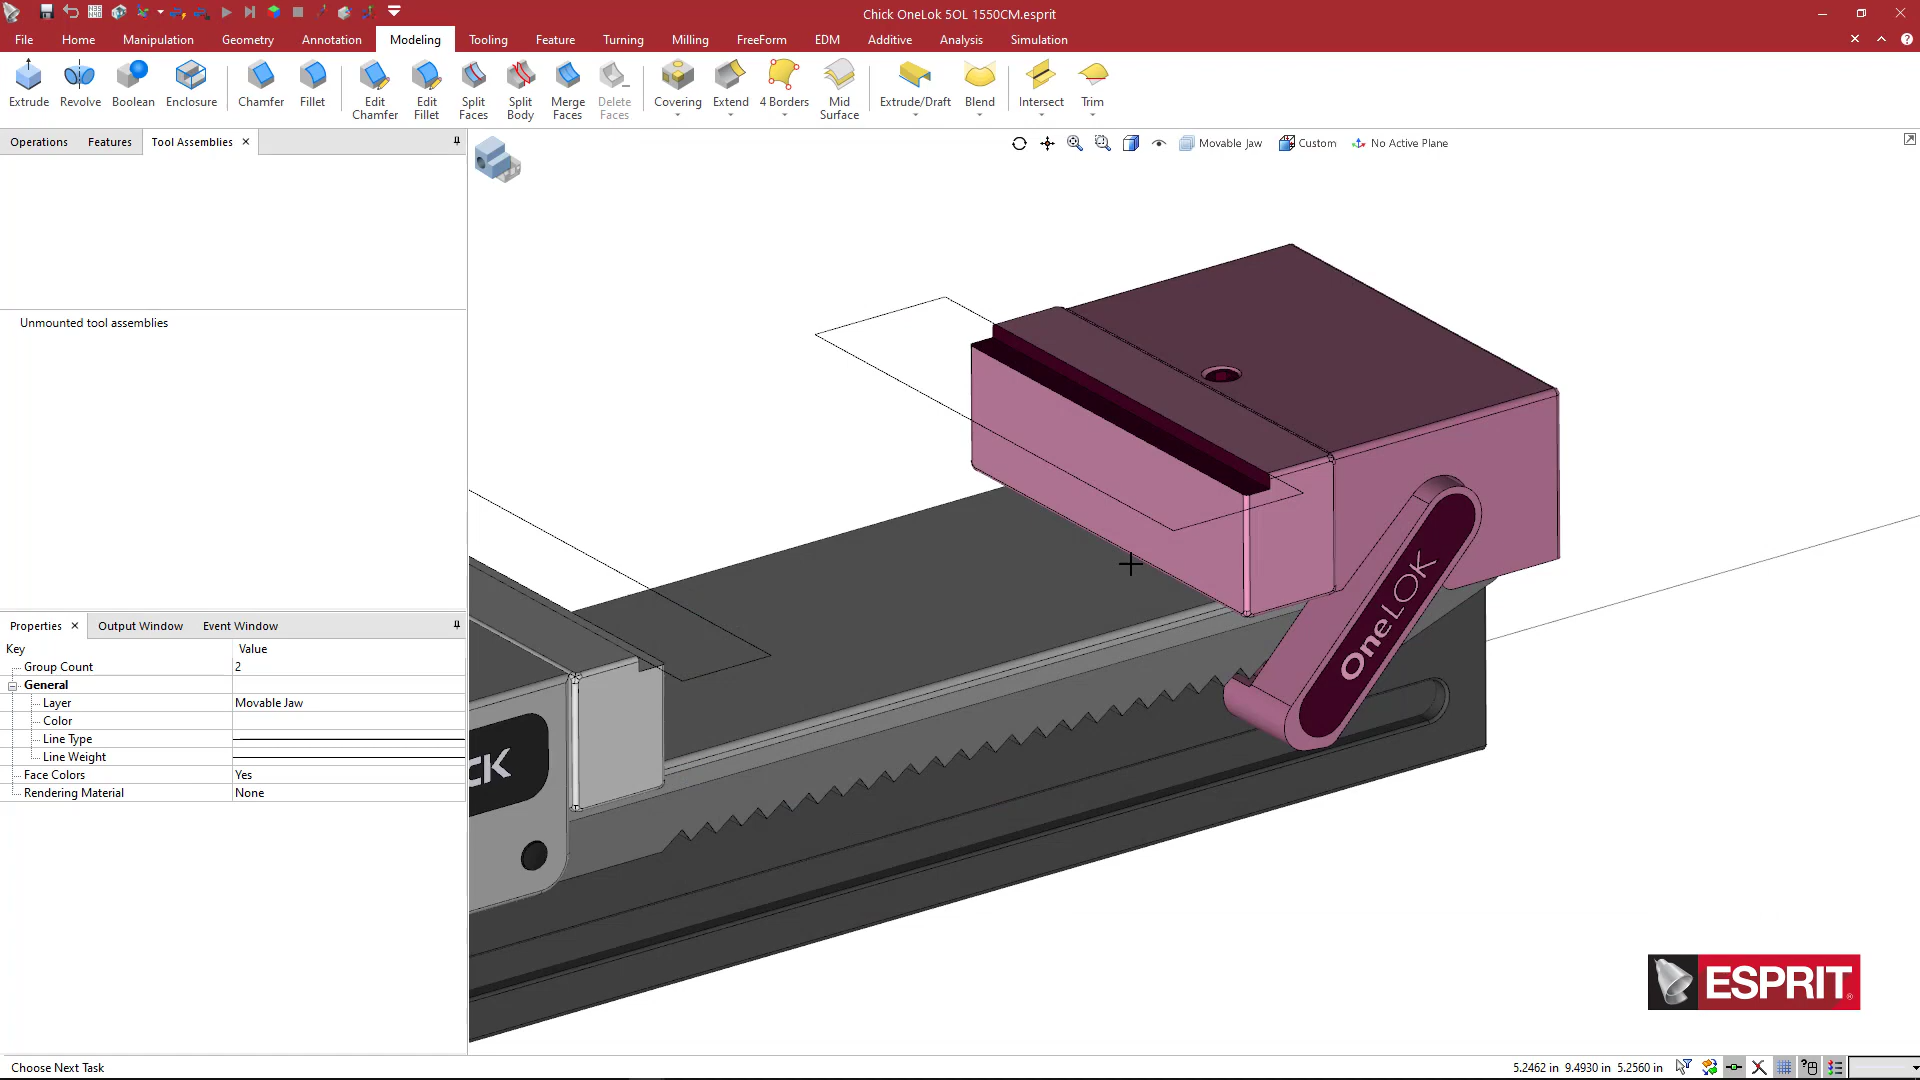 Chick OneLok 5OL 1550CM.esprit
File Home Manipulation Geometry Annotation Modeling Tooling Feature Turning Milling FreeForm EDM Additive Analysis Simulation
Extrude Revolve Boolean Enclosure Chamfer Fillet Edit Chamfer Edit Fillet Split Faces Split Body Merge Faces Delete Faces Covering Extend 4 Borders Mid Surface Extrude/Draft Blend Intersect Trim
Operations Features Tool Assemblies
Movable Jaw Custom No Active Plane
Unmounted tool assemblies
OneLOK
CK
Properties Output Window Event Window
Key Value
Group Count 2
General
Layer Movable Jaw
Color
Line Type
Line Weight
Face Colors Yes
Rendering Material None
ESPRIT
Choose Next Task
5.2462 in 9.4930 in 5.2560 in